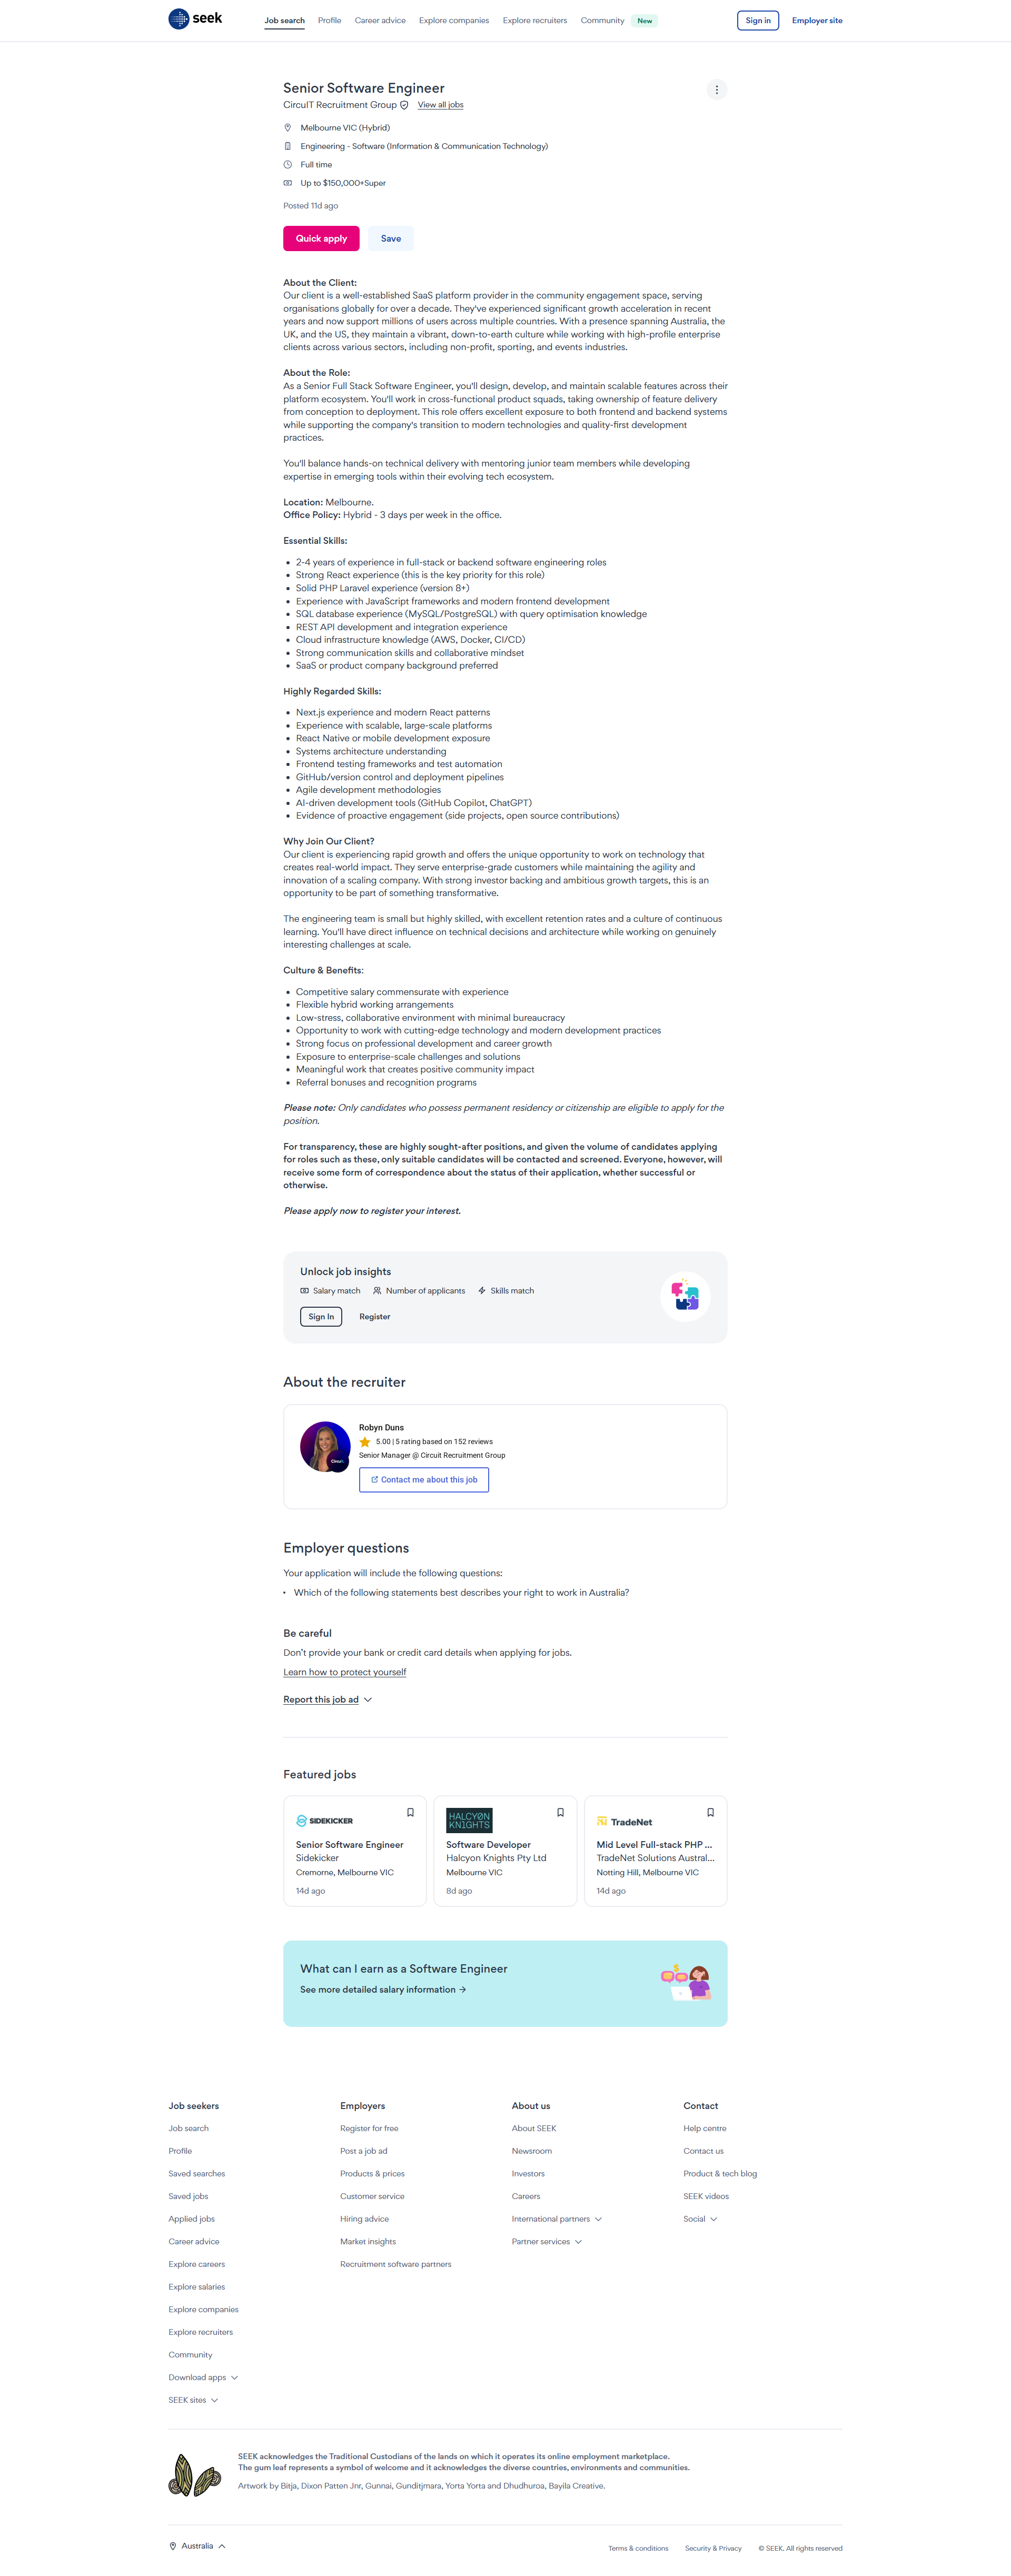 seek
Job search Profile Career advice Explore companies Explore recruiters Community New Sign in Employer site
Senior Software Engineer
CircuIT Recruitment Group View all jobs
Melbourne VIC (Hybrid)
Engineering - Software (Information & Communication Technology)
Full time
Up to $150,000+Super
Posted 11d ago
Quick apply Save
About the Client:
Our client is a well-established SaaS platform provider in the community engagement space, serving
organisations globally for over a decade. They've experienced significant growth acceleration in recent
years and now support millions of users across multiple countries. With a presence spanning Australia, the
UK, and the US, they maintain a vibrant, down-to-earth culture while working with high-profile enterprise
clients across various sectors, including non-profit, sporting, and events industries.
About the Role:
As a Senior Full Stack Software Engineer, you'll design, develop, and maintain scalable features across their
platform ecosystem. You'll work in cross-functional product squads, taking ownership of feature delivery
from conception to deployment. This role offers excellent exposure to both frontend and backend systems
while supporting the company's transition to modern technologies and quality-first development
practices.
You'll balance hands-on technical delivery with mentoring junior team members while developing
expertise in emerging tools within their evolving tech ecosystem.
Location: Melbourne.
Office Policy: Hybrid - 3 days per week in the office.
Essential Skills:
• 2-4 years of experience in full-stack or backend software engineering roles
• Strong React experience (this is the key priority for this role)
• Solid PHP Laravel experience (version 8+)
• Experience with JavaScript frameworks and modern frontend development
• SQL database experience (MySQL/PostgreSQL) with query optimisation knowledge
• REST API development and integration experience
• Cloud infrastructure knowledge (AWS, Docker, CI/CD)
• Strong communication skills and collaborative mindset
• SaaS or product company background preferred
Highly Regarded Skills:
• Next.js experience and modern React patterns
• Experience with scalable, large-scale platforms
• React Native or mobile development exposure
• Systems architecture understanding
• Frontend testing frameworks and test automation
• GitHub/version control and deployment pipelines
• Agile development methodologies
• AI-driven development tools (GitHub Copilot, ChatGPT)
• Evidence of proactive engagement (side projects, open source contributions)
Why Join Our Client?
Our client is experiencing rapid growth and offers the unique opportunity to work on technology that
creates real-world impact. They serve enterprise-grade customers while maintaining the agility and
innovation of a scaling company. With strong investor backing and ambitious growth targets, this is an
opportunity to be part of something transformative.
The engineering team is small but highly skilled, with excellent retention rates and a culture of continuous
learning. You'll have direct influence on technical decisions and architecture while working on genuinely
interesting challenges at scale.
Culture & Benefits:
• Competitive salary commensurate with experience
• Flexible hybrid working arrangements
• Low-stress, collaborative environment with minimal bureaucracy
• Opportunity to work with cutting-edge technology and modern development practices
• Strong focus on professional development and career growth
• Exposure to enterprise-scale challenges and solutions
• Meaningful work that creates positive community impact
• Referral bonuses and recognition programs
Please note: Only candidates who possess permanent residency or citizenship are eligible to apply for the
position.
For transparency, these are highly sought-after positions, and given the volume of candidates applying
for roles such as these, only suitable candidates will be contacted and screened. Everyone, however, will
receive some form of correspondence about the status of their application, whether successful or
otherwise.
Please apply now to register your interest.
Unlock job insights
Salary match Number of applicants Skills match
Sign In Register
About the recruiter
Robyn Duns
5.00 | 5 rating based on 152 reviews
Senior Manager @ Circuit Recruitment Group
Contact me about this job
Employer questions
Your application will include the following questions:
• Which of the following statements best describes your right to work in Australia?
Be careful
Don't provide your bank or credit card details when applying for jobs.
Learn how to protect yourself
Report this job ad
Featured jobs
SIDEKICKER
Senior Software Engineer
Sidekicker
Cremorne, Melbourne VIC
14d ago
HALCYON
KN1GHTS
Software Developer
Halcyon Knights Pty Ltd
Melbourne VIC
8d ago
TradeNet
Mid Level Full-stack PHP ...
TradeNet Solutions Austral...
Notting Hill, Melbourne VIC
14d ago
What can I earn as a Software Engineer
See more detailed salary information →
Job seekers
Job search
Profile
Saved searches
Saved jobs
Applied jobs
Career advice
Explore careers
Explore salaries
Explore companies
Explore recruiters
Community
Download apps
SEEK sites
Employers
Register for free
Post a job ad
Products & prices
Customer service
Hiring advice
Market insights
Recruitment software partners
About us
About SEEK
Newsroom
Investors
Careers
International partners
Partner services
Contact
Help centre
Contact us
Product & tech blog
SEEK videos
Social
SEEK acknowledges the Traditional Custodians of the lands on which it operates its online employment marketplace.
The gum leaf represents a symbol of welcome and it acknowledges the diverse countries, environments and communities.
Artwork by Bitja, Dixon Patten Jnr, Gunnai, Gunditjmara, Yorta Yorta and Dhudhuroa, Bayila Creative.
Australia
Terms & conditions Security & Privacy © SEEK. All rights reserved